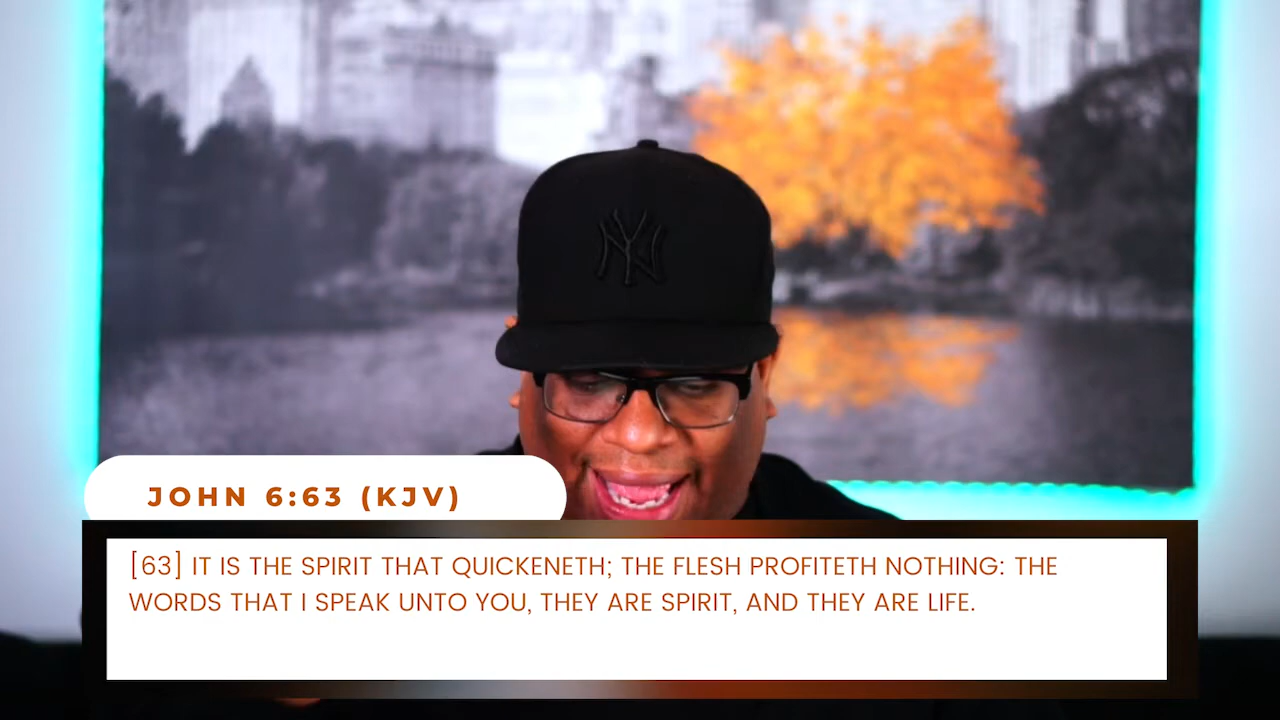 NY
JOHN 6:63 (KJV)
[63] IT IS THE SPIRIT THAT QUICKENETH; THE FLESH PROFITETH NOTHING: THE
WORDS THAT I SPEAK UNTO YOU, THEY ARE SPIRIT, AND THEY ARE LIFE.